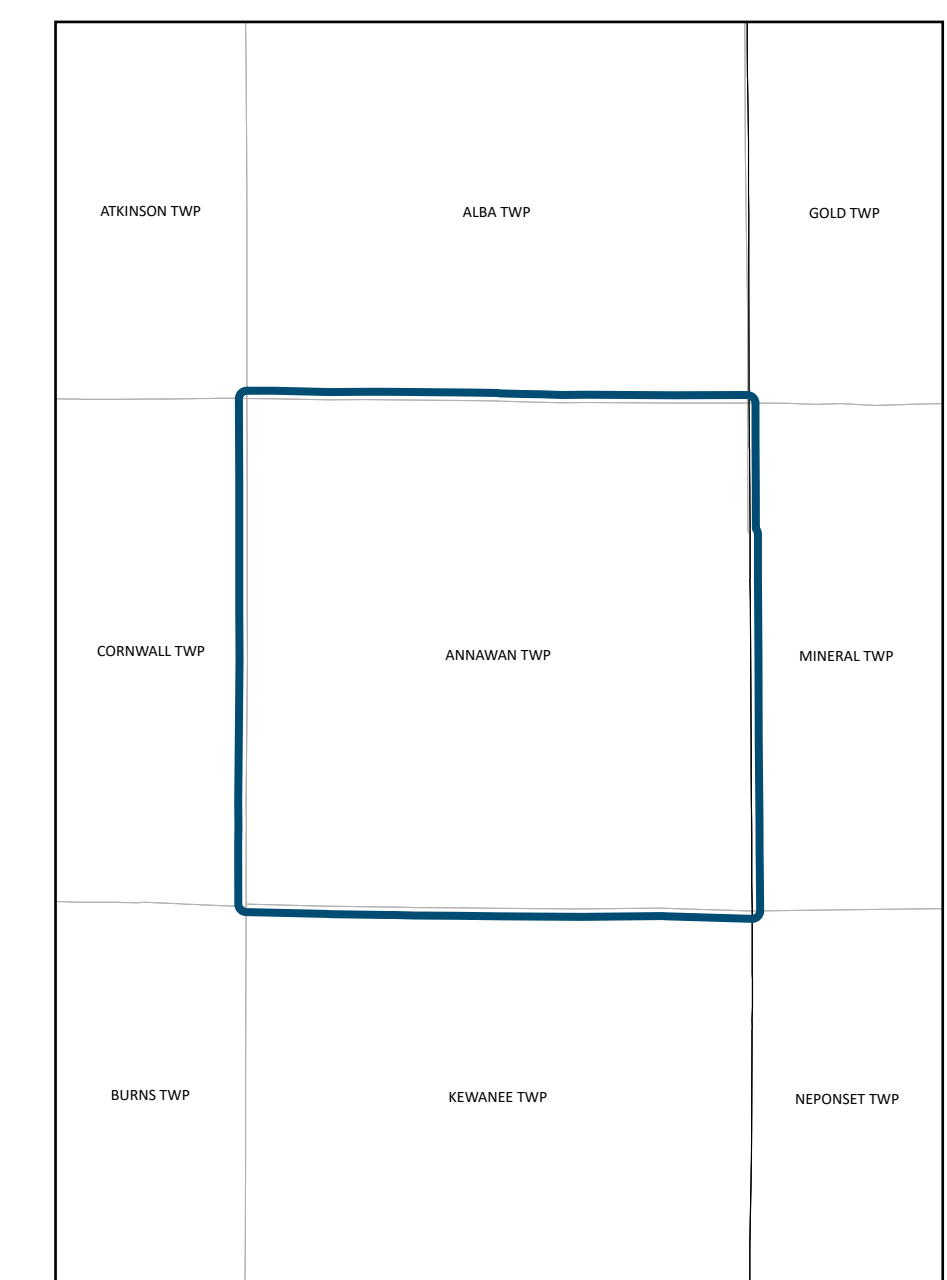 ATKINSON TWP
ALBA TWP
GOLD TWP
CORNWALL TWP
ANNAWAN TWP
MINERAL TWP
BURNS TWP
KEWANEE TWP
NEPONSET TWP